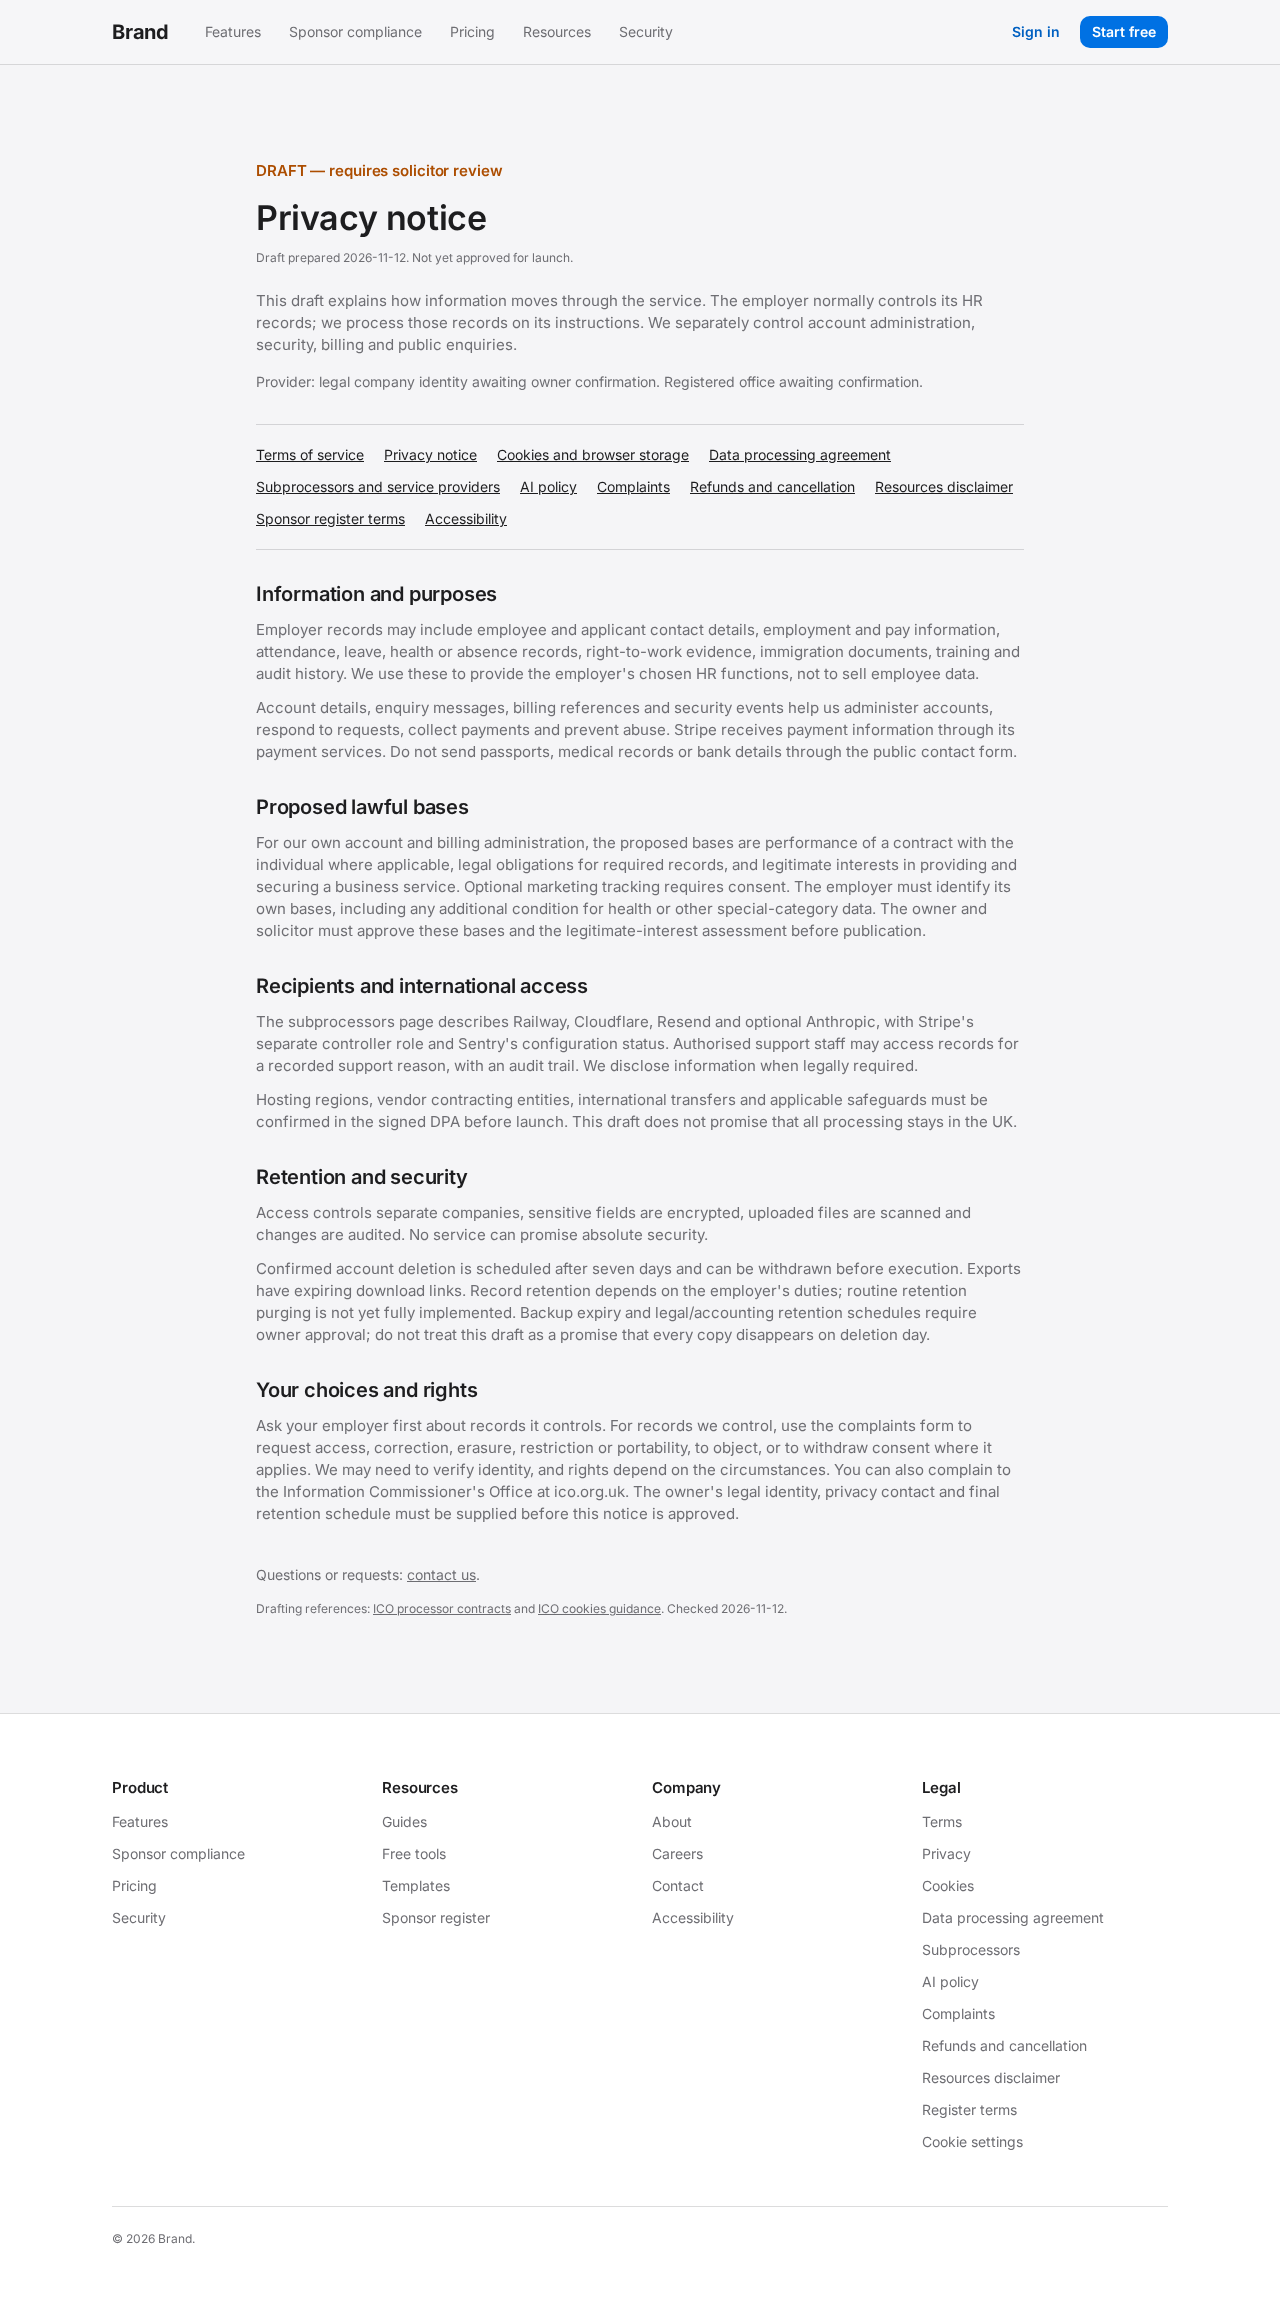 Brand
Features
Sponsor compliance
Pricing
Resources
Security
Sign in
Start free
DRAFT — requires solicitor review
Privacy notice
Draft prepared 2026-11-12. Not yet approved for launch.
This draft explains how information moves through the service. The employer normally controls its HR
records; we process those records on its instructions. We separately control account administration,
security, billing and public enquiries.
Provider: legal company identity awaiting owner confirmation. Registered office awaiting confirmation.
Terms of service Privacy notice Cookies and browser storage Data processing agreement
Subprocessors and service providers AI policy Complaints Refunds and cancellation Resources disclaimer
Sponsor register terms Accessibility
Information and purposes
Employer records may include employee and applicant contact details, employment and pay information,
attendance, leave, health or absence records, right-to-work evidence, immigration documents, training and
audit history. We use these to provide the employer's chosen HR functions, not to sell employee data.
Account details, enquiry messages, billing references and security events help us administer accounts,
respond to requests, collect payments and prevent abuse. Stripe receives payment information through its
payment services. Do not send passports, medical records or bank details through the public contact form.
Proposed lawful bases
For our own account and billing administration, the proposed bases are performance of a contract with the
individual where applicable, legal obligations for required records, and legitimate interests in providing and
securing a business service. Optional marketing tracking requires consent. The employer must identify its
own bases, including any additional condition for health or other special-category data. The owner and
solicitor must approve these bases and the legitimate-interest assessment before publication.
Recipients and international access
The subprocessors page describes Railway, Cloudflare, Resend and optional Anthropic, with Stripe's
separate controller role and Sentry's configuration status. Authorised support staff may access records for
a recorded support reason, with an audit trail. We disclose information when legally required.
Hosting regions, vendor contracting entities, international transfers and applicable safeguards must be
confirmed in the signed DPA before launch. This draft does not promise that all processing stays in the UK.
Retention and security
Access controls separate companies, sensitive fields are encrypted, uploaded files are scanned and
changes are audited. No service can promise absolute security.
Confirmed account deletion is scheduled after seven days and can be withdrawn before execution. Exports
have expiring download links. Record retention depends on the employer's duties; routine retention
purging is not yet fully implemented. Backup expiry and legal/accounting retention schedules require
owner approval; do not treat this draft as a promise that every copy disappears on deletion day.
Your choices and rights
Ask your employer first about records it controls. For records we control, use the complaints form to
request access, correction, erasure, restriction or portability, to object, or to withdraw consent where it
applies. We may need to verify identity, and rights depend on the circumstances. You can also complain to
the Information Commissioner's Office at ico.org.uk. The owner's legal identity, privacy contact and final
retention schedule must be supplied before this notice is approved.
Questions or requests: contact us.
Drafting references: ICO processor contracts and ICO cookies guidance. Checked 2026-11-12.
Product
Features
Sponsor compliance
Pricing
Security
Resources
Guides
Free tools
Templates
Sponsor register
Company
About
Careers
Contact
Accessibility
Legal
Terms
Privacy
Cookies
Data processing agreement
Subprocessors
AI policy
Complaints
Refunds and cancellation
Resources disclaimer
Register terms
Cookie settings
© 2026 Brand.